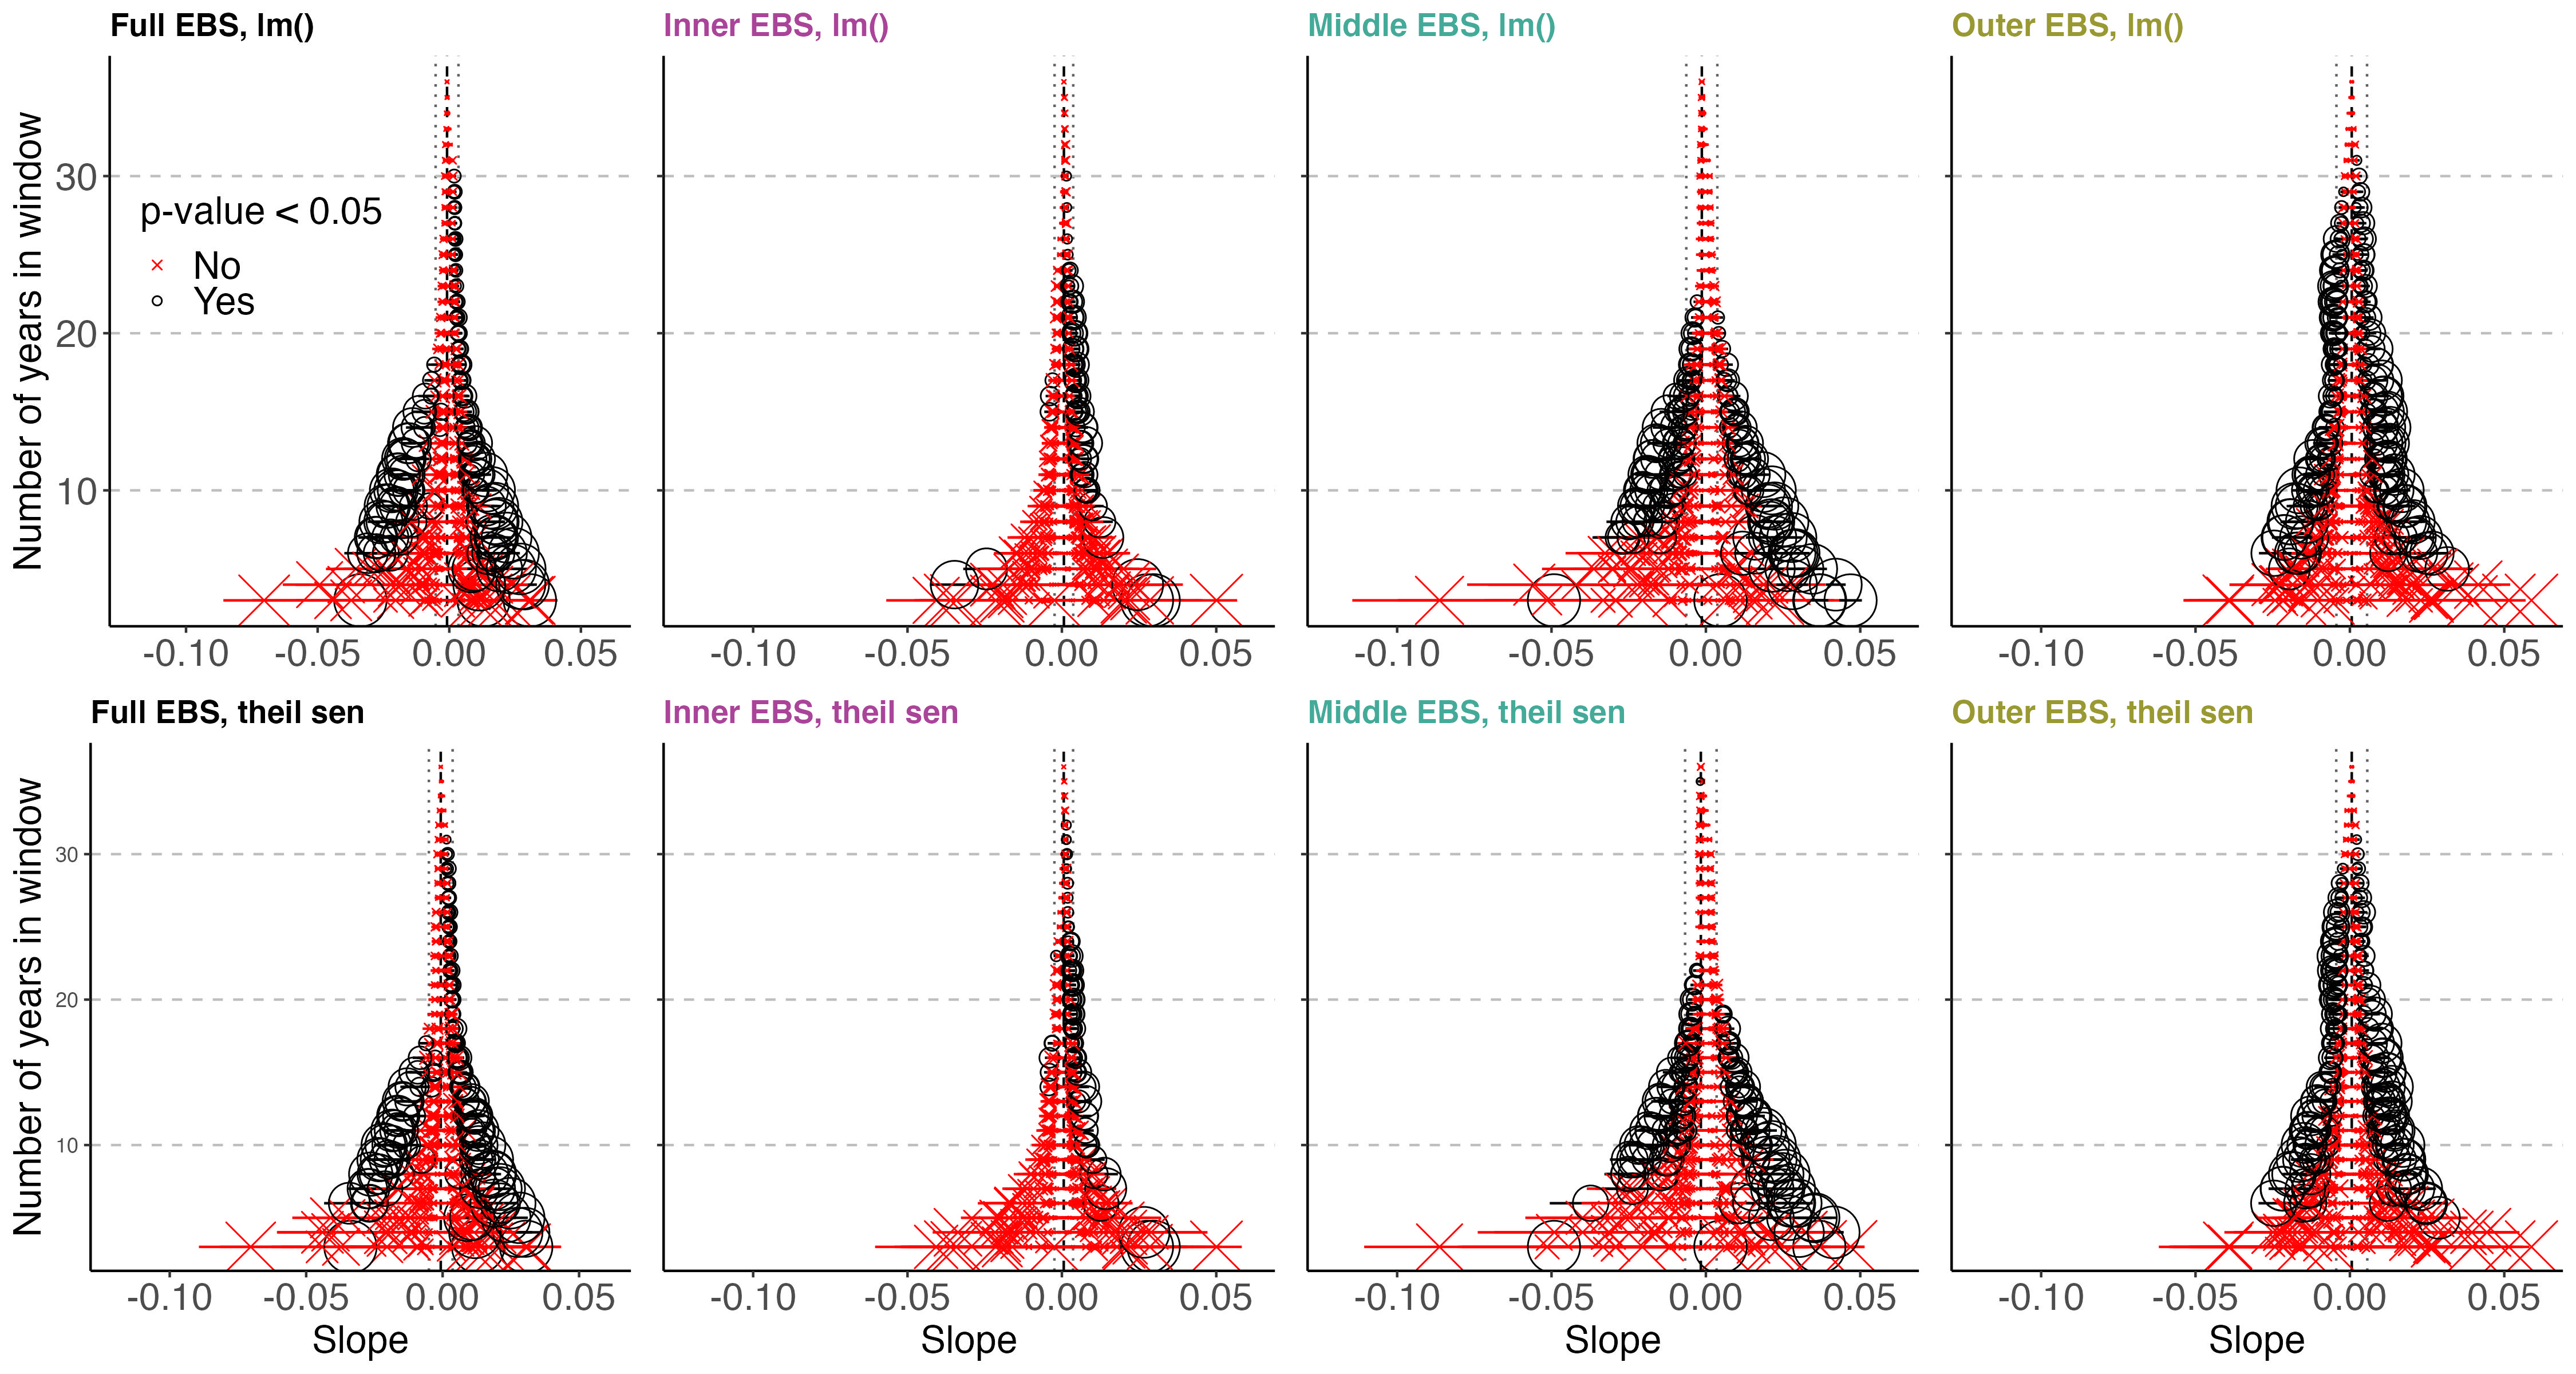 Full EBS, lm()
Inner EBS, lm()
Middle EBS, lm()
Outer EBS, lm()
Number of years in window
30
20
10
p-value < 0.05
No
Yes
-0.10 -0.05 0.00 0.05
-0.10 -0.05 0.00 0.05
-0.10 -0.05 0.00 0.05
-0.10 -0.05 0.00 0.05
Full EBS, theil sen
Inner EBS, theil sen
Middle EBS, theil sen
Outer EBS, theil sen
Number of years in window
30
20
10
-0.10 -0.05 0.00 0.05
-0.10 -0.05 0.00 0.05
-0.10 -0.05 0.00 0.05
-0.10 -0.05 0.00 0.05
Slope
Slope
Slope
Slope